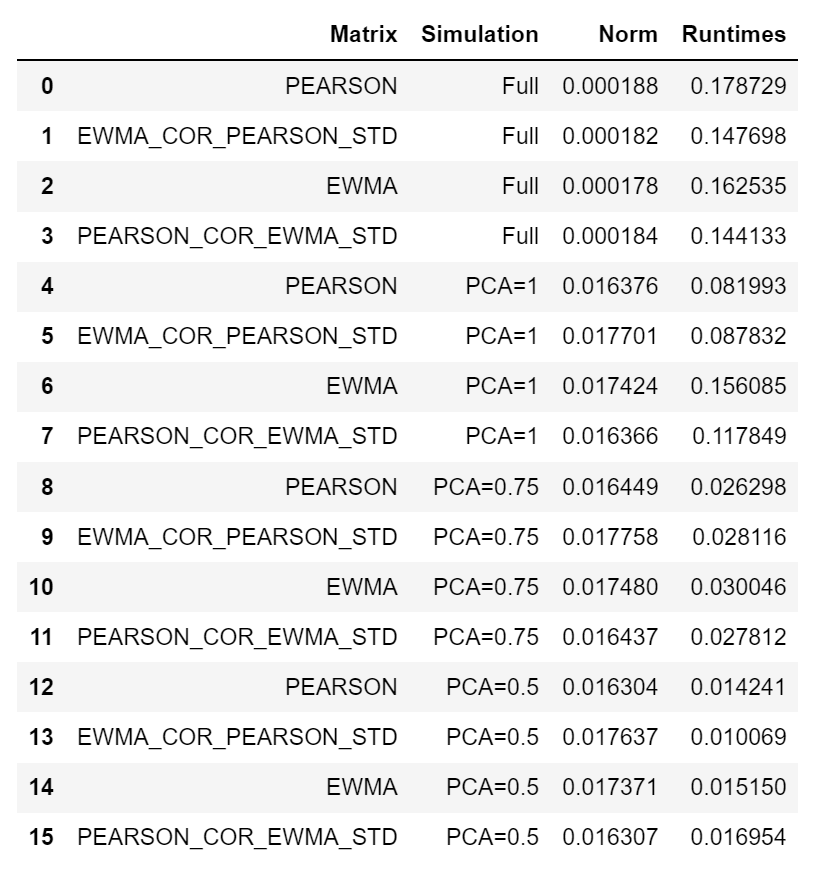 Matrix Simulation Norm Runtimes
0 PEARSON Full 0.000188 0.178729
1 EWMA_COR_PEARSON_STD Full 0.000182 0.147698
2 EWMA Full 0.000178 0.162535
3 PEARSON_COR_EWMA_STD Full 0.000184 0.144133
4 PEARSON PCA=1 0.016376 0.081993
5 EWMA_COR_PEARSON_STD PCA=1 0.017701 0.087832
6 EWMA PCA=1 0.017424 0.156085
7 PEARSON_COR_EWMA_STD PCA=1 0.016366 0.117849
8 PEARSON PCA=0.75 0.016449 0.026298
9 EWMA_COR_PEARSON_STD PCA=0.75 0.017758 0.028116
10 EWMA PCA=0.75 0.017480 0.030046
11 PEARSON_COR_EWMA_STD PCA=0.75 0.016437 0.027812
12 PEARSON PCA=0.5 0.016304 0.014241
13 EWMA_COR_PEARSON_STD PCA=0.5 0.017637 0.010069
14 EWMA PCA=0.5 0.017371 0.015150
15 PEARSON_COR_EWMA_STD PCA=0.5 0.016307 0.016954